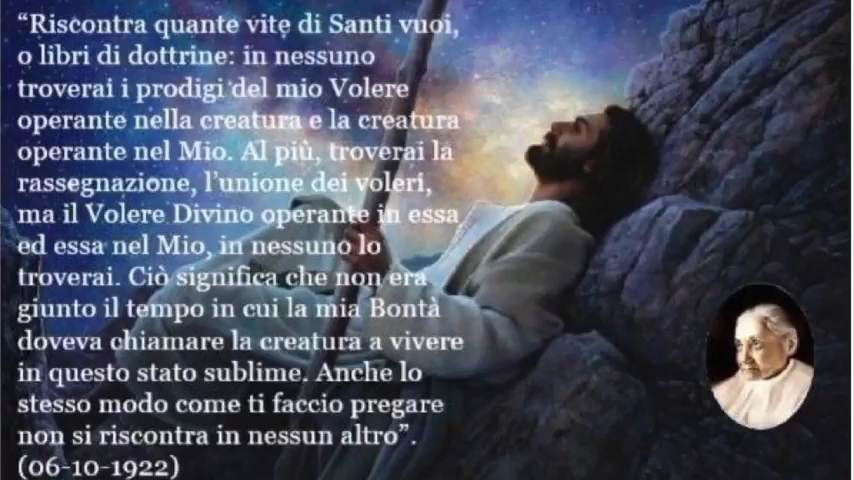 “Riscontra quante vite di Santi vuoi,
o libri di dottrine: in nessuno
troverai i prodigi del mio Volere
operante nella creatura e la creatura
operante nel Mio. Al più, troverai la
rassegnazione, l’unione dei voleri,
ma il Volere Divino operante in essa
ed essa nel Mio, in nessuno lo
troverai. Ciò significa che non era
giunto il tempo in cui la mia Bontà
doveva chiamare la creatura a vivere
in questo stato sublime. Anche lo
stesso modo come ti faccio pregare
non si riscontra in nessun altro”.
(06-10-1922)